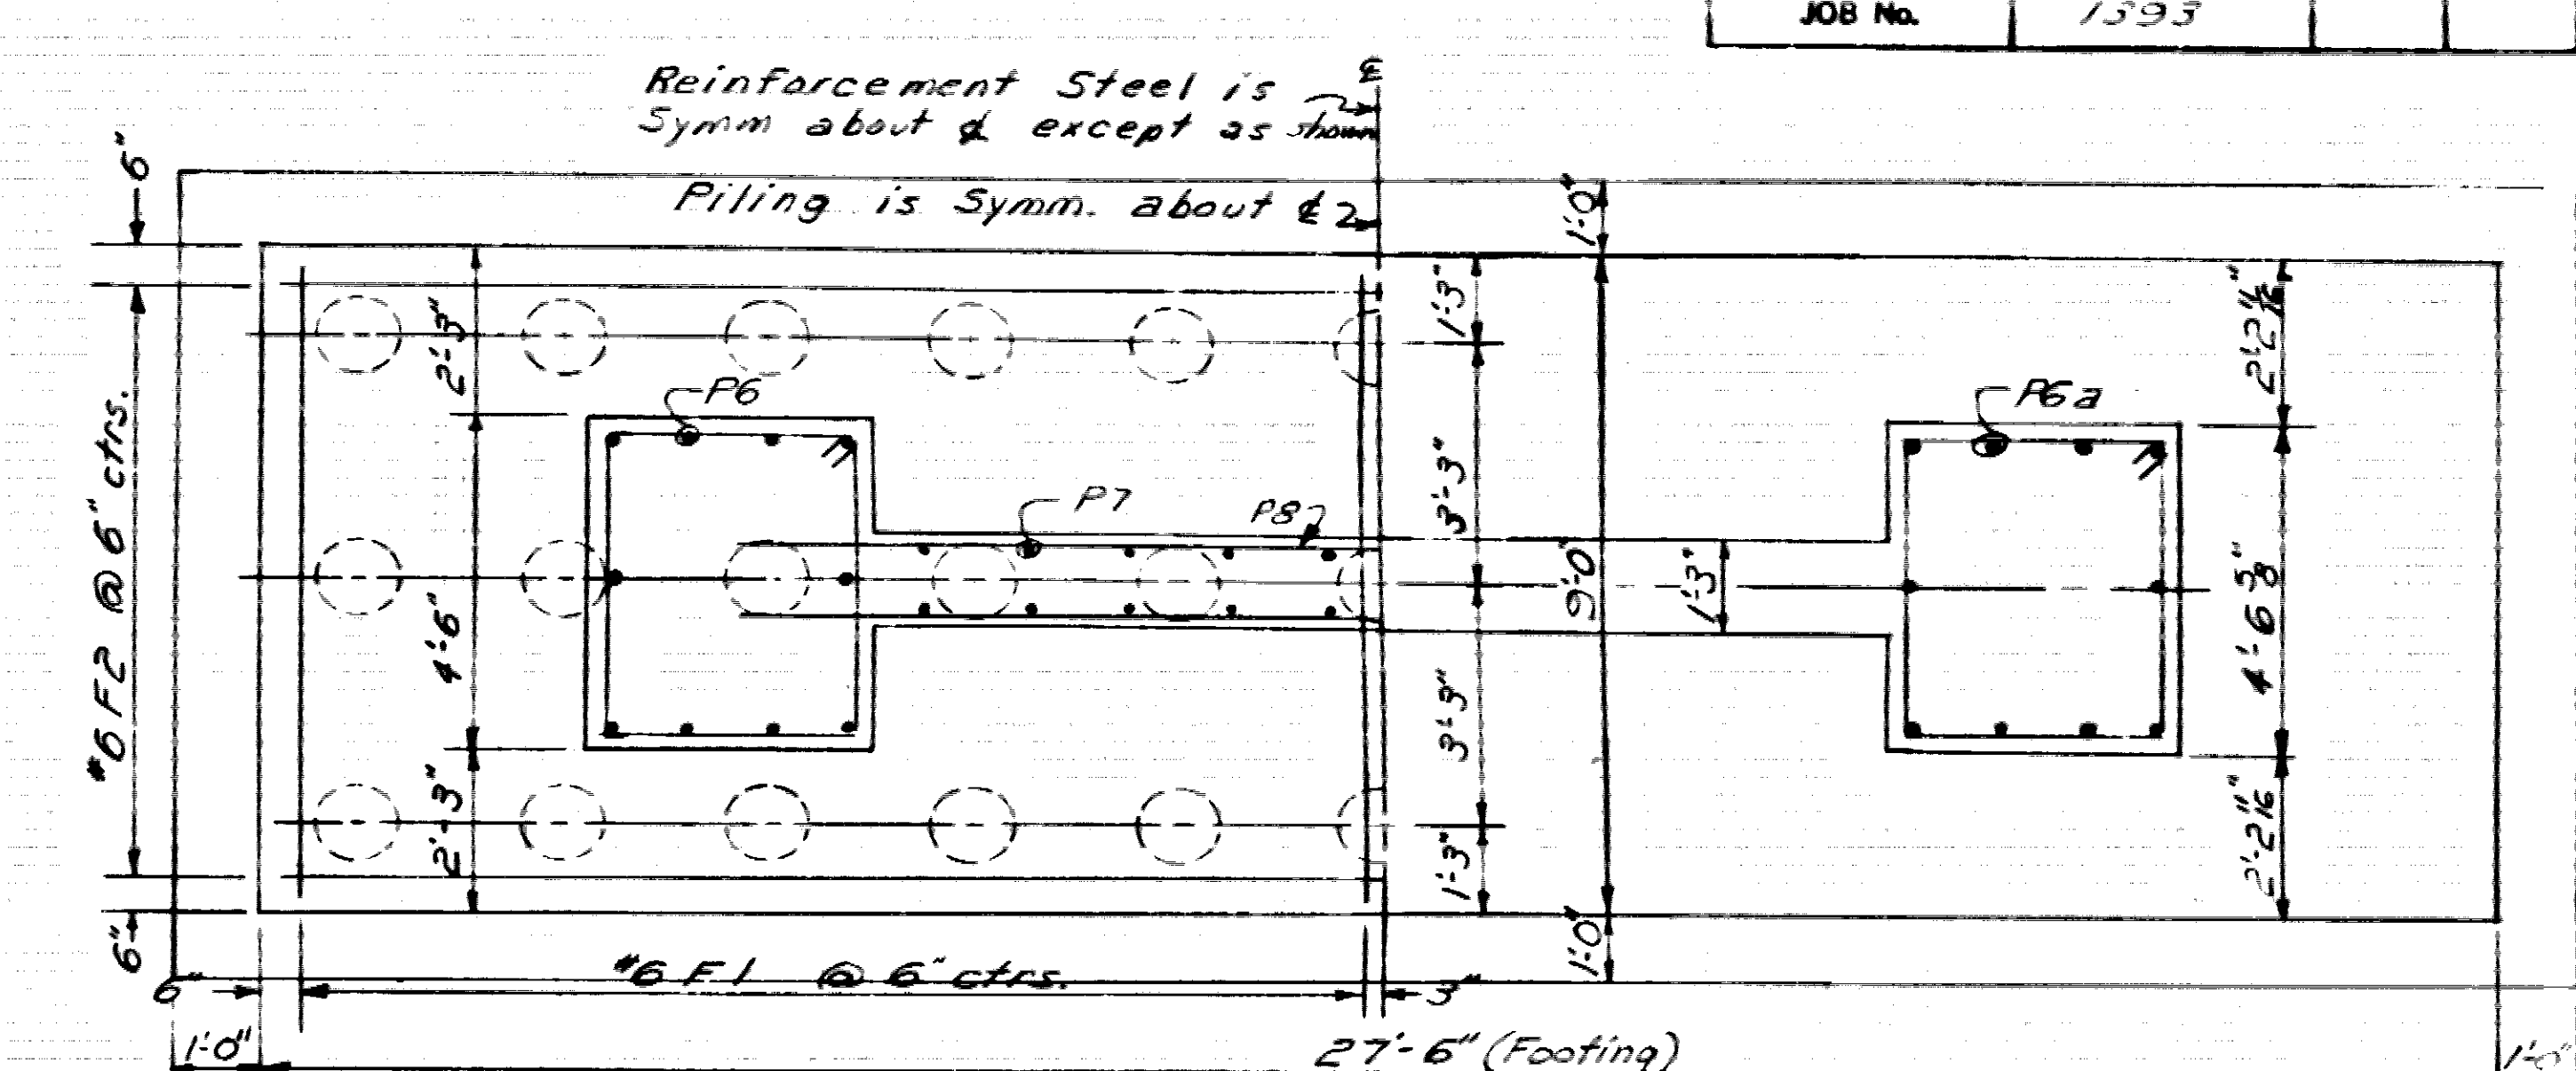 JOB No. 1393
Reinforcement Steel is
Symm about ℄ except as shown
℄
Piling is Symm. about ℄
6"
1'-0"
2'-3"
1'-3"
2'-2 11/16"
P6
P6a
#6 F2 @ 6" ctrs.
3'-3"
P7
P8
4'-6"
9'-0"
1'-3"
4'-6 5/8"
3'-3"
2'-3"
1'-3"
2'-2 11/16"
6"
1'-0"
6"
#6 F1 @ 6" ctrs.
3"
1'-0"
27'-6" (Footing)
1'-0"